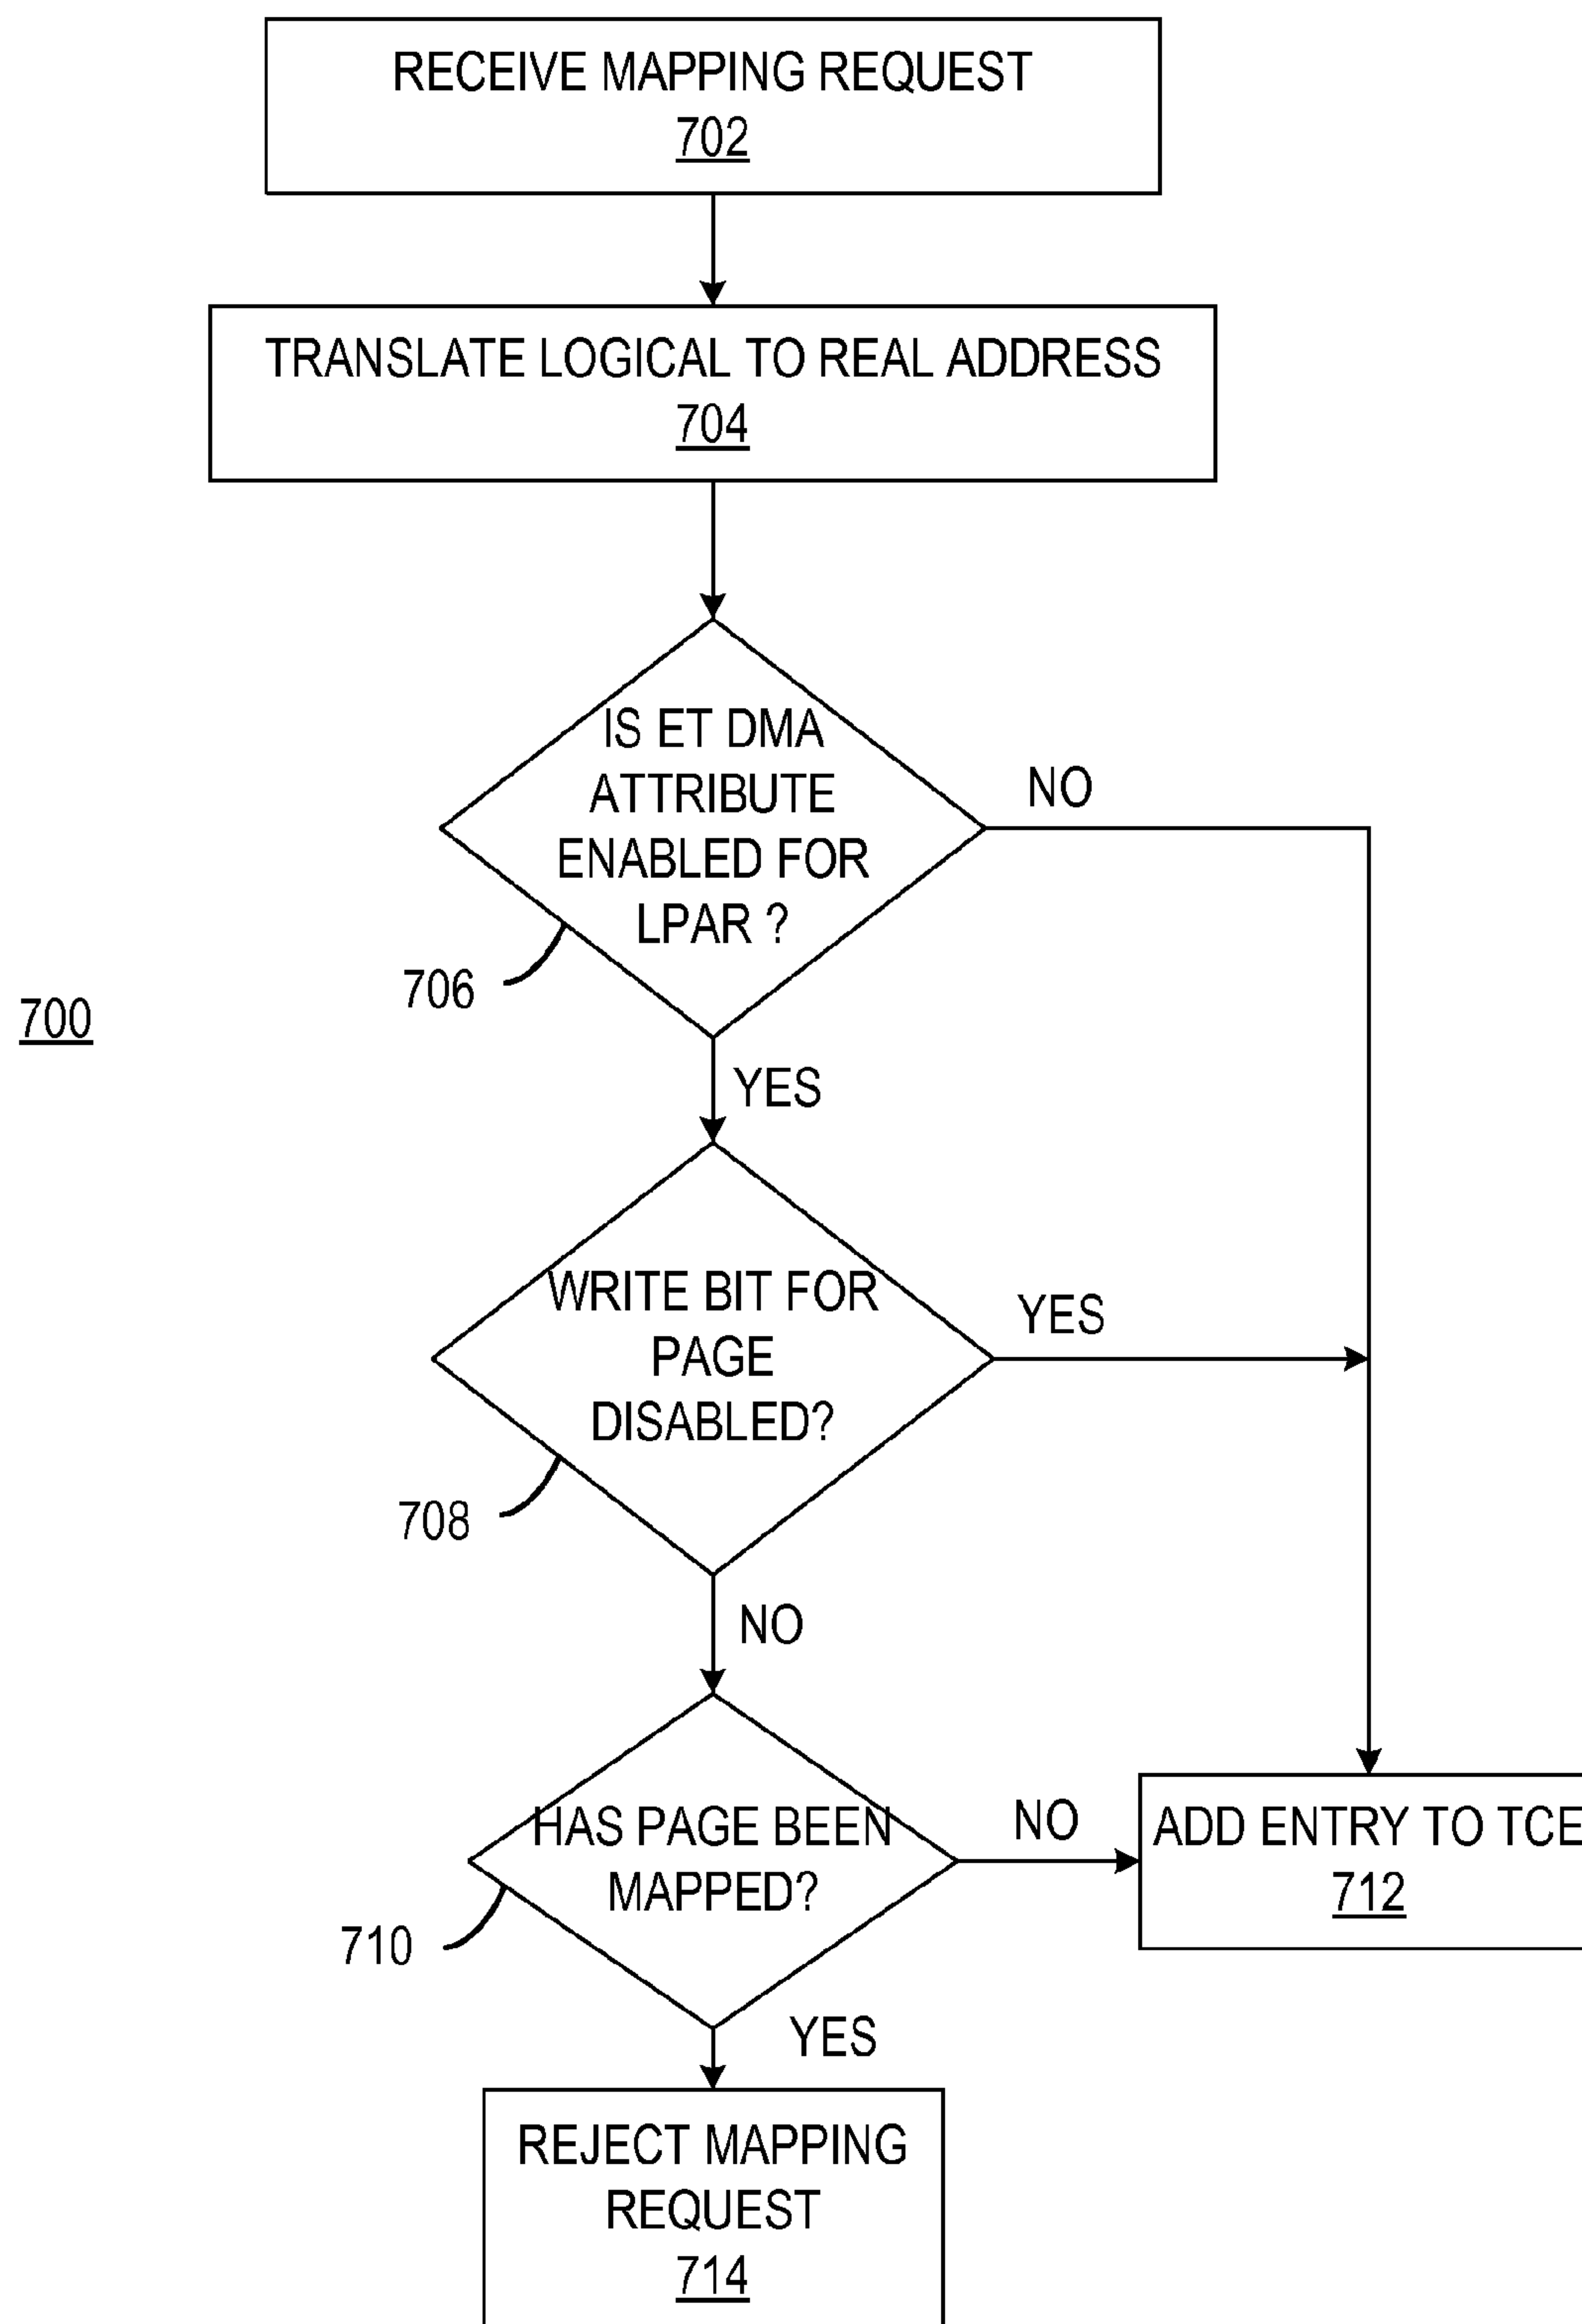 RECEIVE MAPPING REQUEST
702
TRANSLATE LOGICAL TO REAL ADDRESS
704
IS ET DMA
ATTRIBUTE
ENABLED FOR
LPAR ?
NO
706
700
YES
WRITE BIT FOR
PAGE
DISABLED?
YES
708
NO
HAS PAGE BEEN
MAPPED?
NO
710
ADD ENTRY TO TCE
712
YES
REJECT MAPPING
REQUEST
714